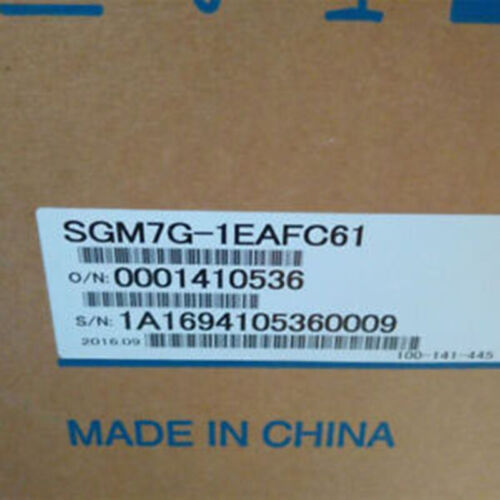 SGM7G-1EAFC61
O/N: 0001410536
S/N: 1A1694105360009
2016.09
100-141-445
MADE IN CHINA